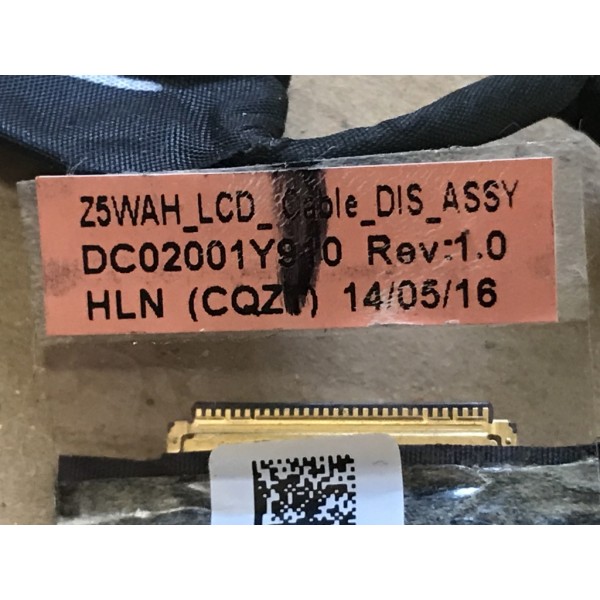 Z5WAH_LCD_Cable_DIS_ASSY
DC02001Y910 Rev:1.0
HLN 14/05/16